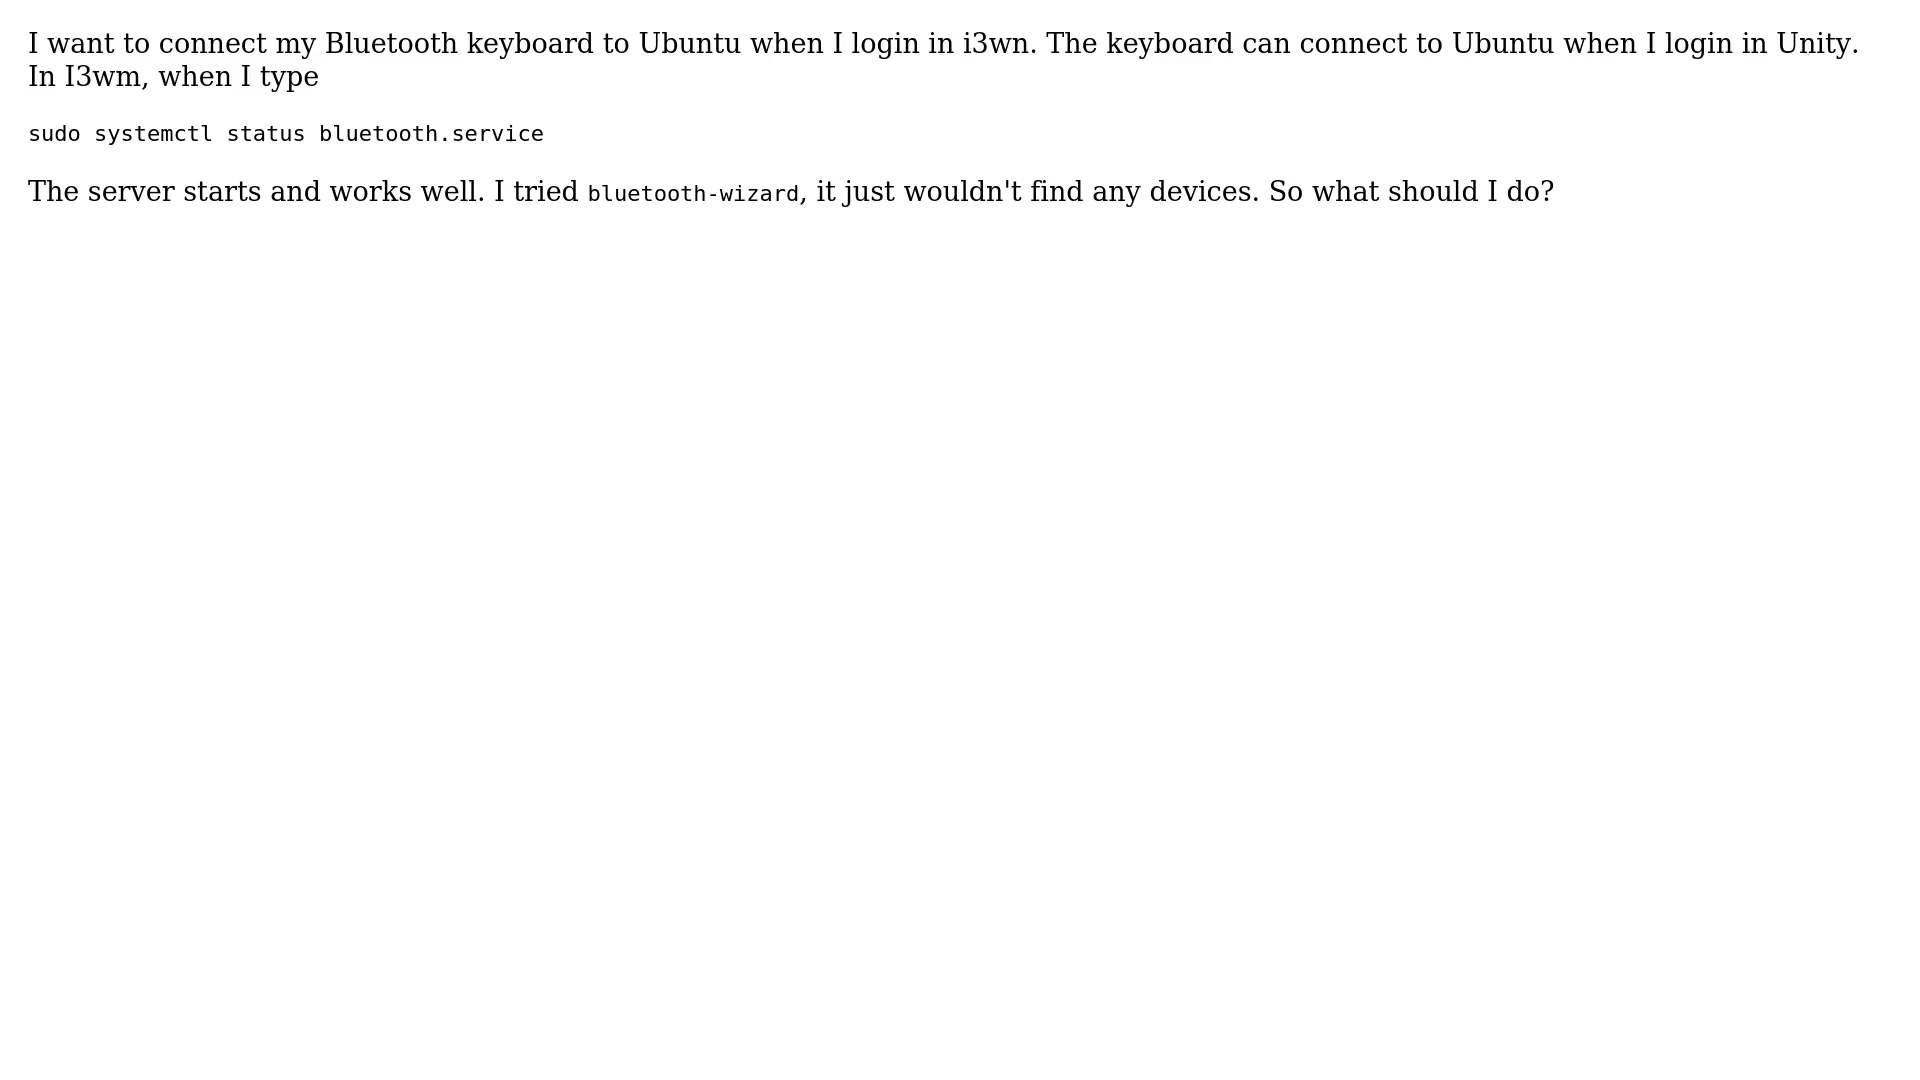 I want to connect my Bluetooth keyboard to Ubuntu when I login in i3wn. The keyboard can connect to Ubuntu when I login in Unity.
In I3wm, when I type
sudo systemctl status bluetooth.service
The server starts and works well. I tried bluetooth-wizard, it just wouldn't find any devices. So what should I do?